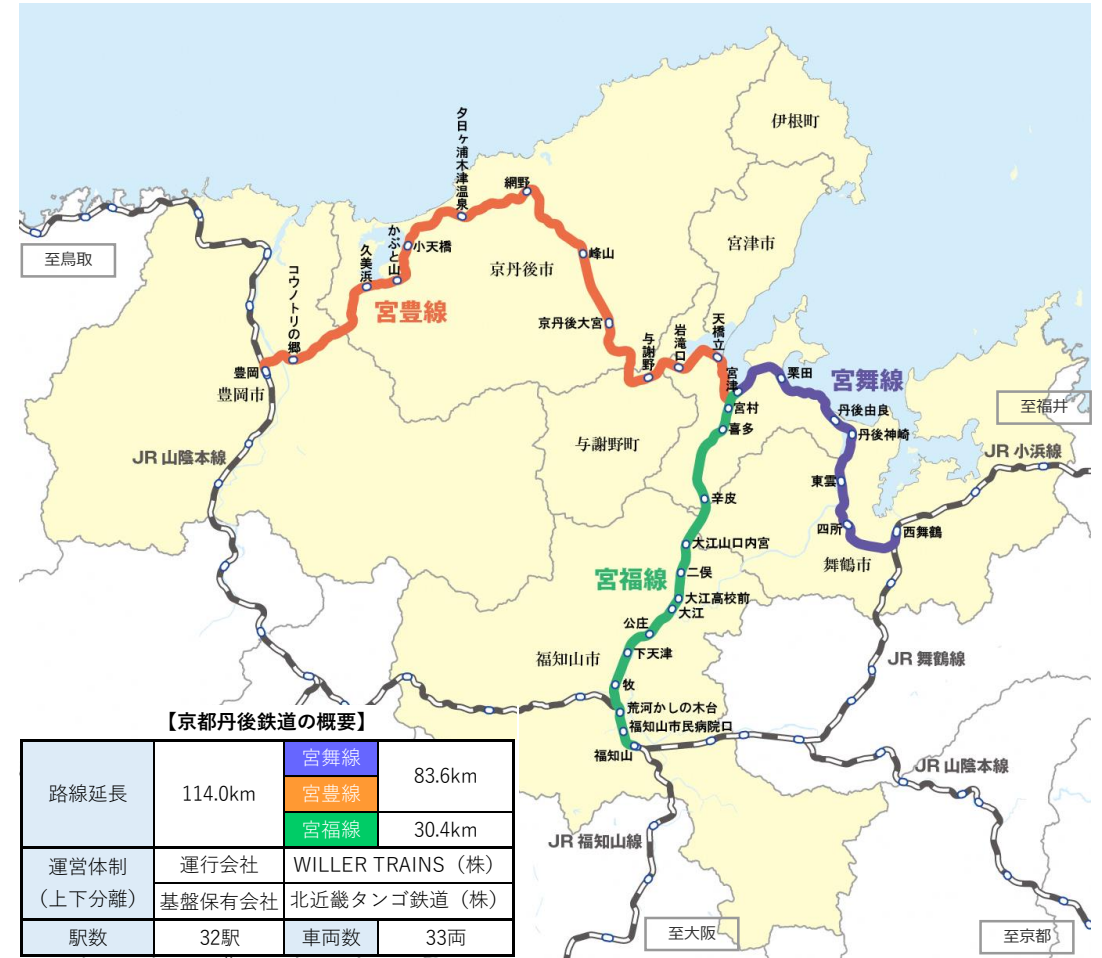 伊根町
夕日ヶ浦木津温泉
網野
宮津市
かぶと山
小天橋
峰山
至鳥取
久美浜
京丹後市
コウノトリの郷
宮豊線
京丹後大宮
天橋立
岩滝口
与謝野
豊岡
豊岡市
宮津
栗田
宮舞線
宮村
丹後由良
至福井
喜多
丹後神崎
与謝野町
JR 山陰本線
JR 小浜線
東雲
辛皮
四所
西舞鶴
大江山口内宮
舞鶴市
宮福線
二俣
大江高校前
大江
公庄
福知山市
下天津
JR 舞鶴線
牧
荒河かしの木台
福知山市民病院口
福知山
JR 山陰本線
JR 福知山線
至大阪
至京都
【京都丹後鉄道の概要】
路線延長 114.0km 宮舞線 83.6km
宮豊線
宮福線 30.4km
運営体制 運行会社 WILLER TRAINS（株）
（上下分離） 基盤保有会社 北近畿タンゴ鉄道（株）
駅数 32駅 車両数 33両